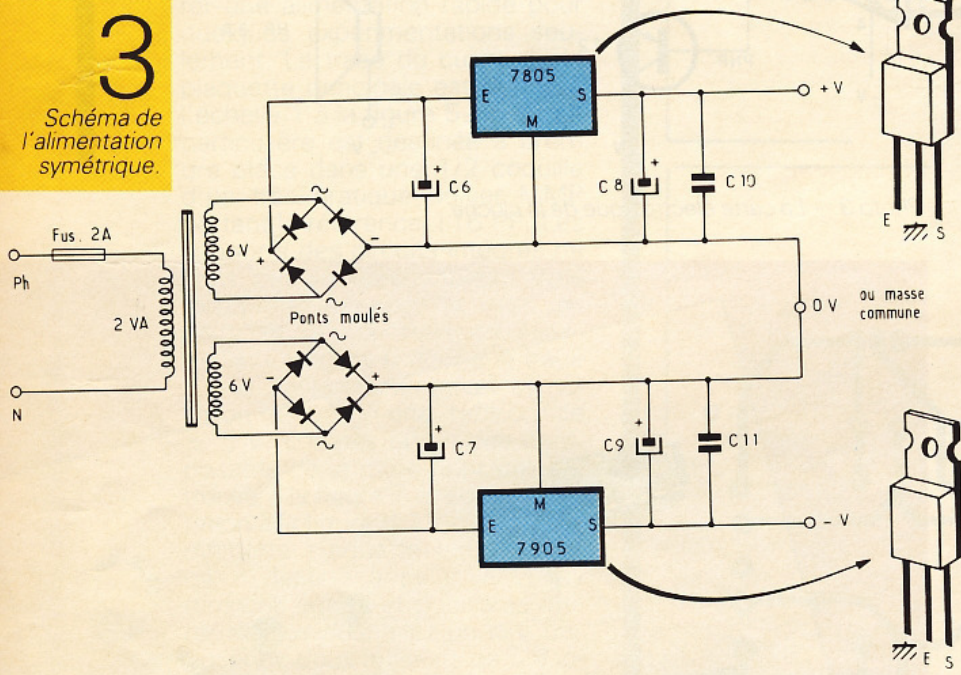 3
Schéma de
l'alimentation
symétrique.
Fus. 2A
Ph
2 VA
N
6V
+
-
~
~
Ponts moulés
6V
-
+
~
~
7805
E
S
M
+
C6
+
C8
C10
+ V
E
S
0V
ou masse
commune
+
C7
+
C9
C11
M
E
S
7905
- V
E
S